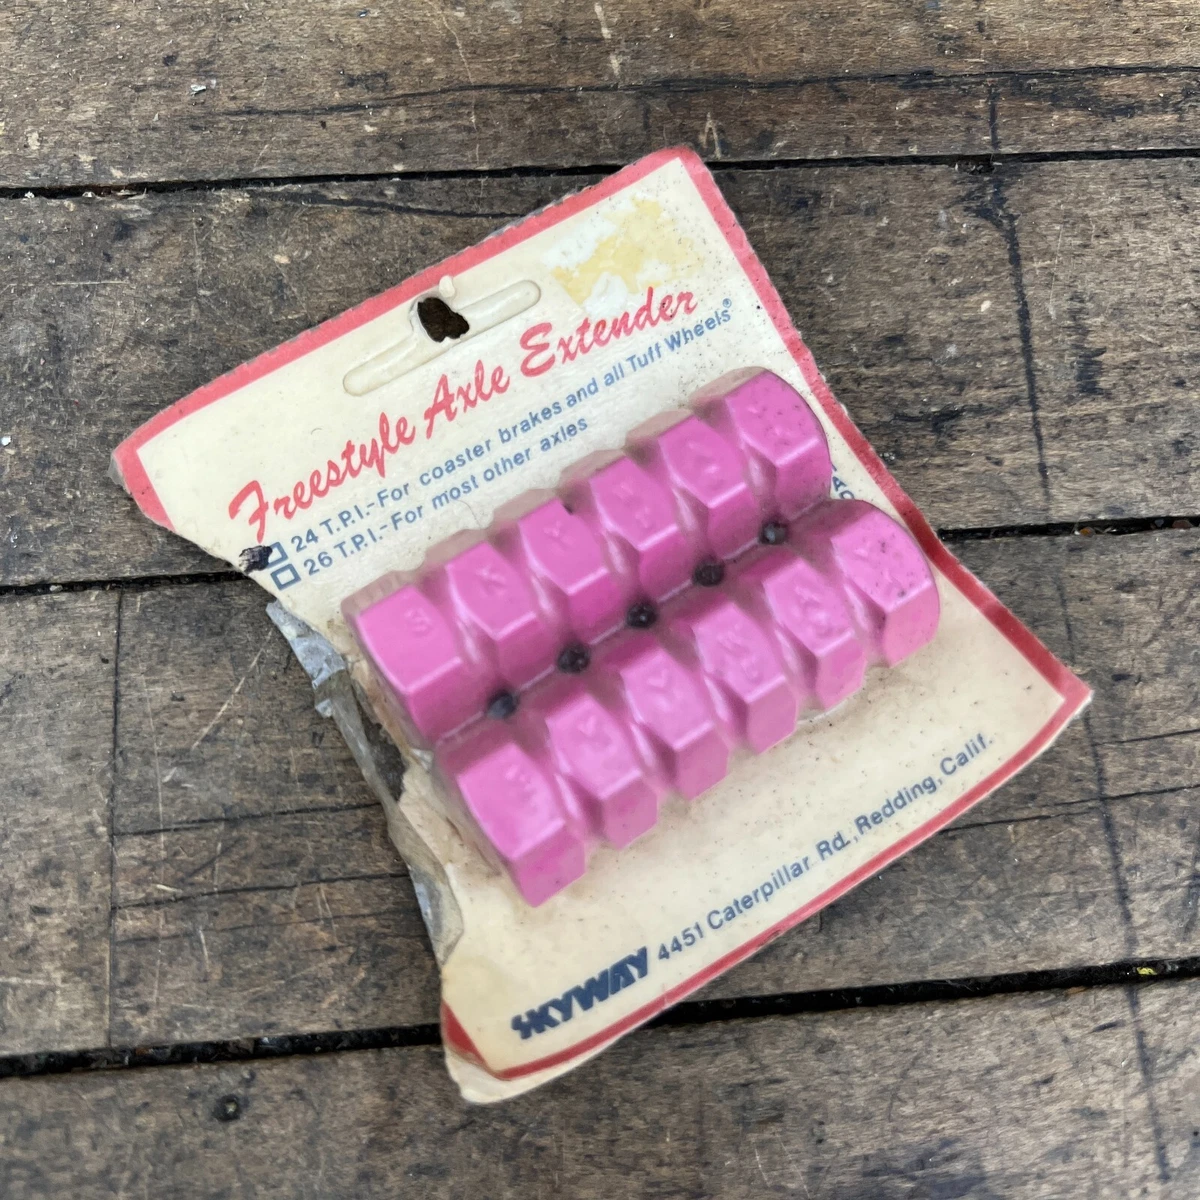 Freestyle Axle Extender
24 T.P.I.-For coaster brakes and all Tuff Wheels®
26 T.P.I.-For most other axles
SKYWAY 4451 Caterpillar Rd., Redding, Calif.